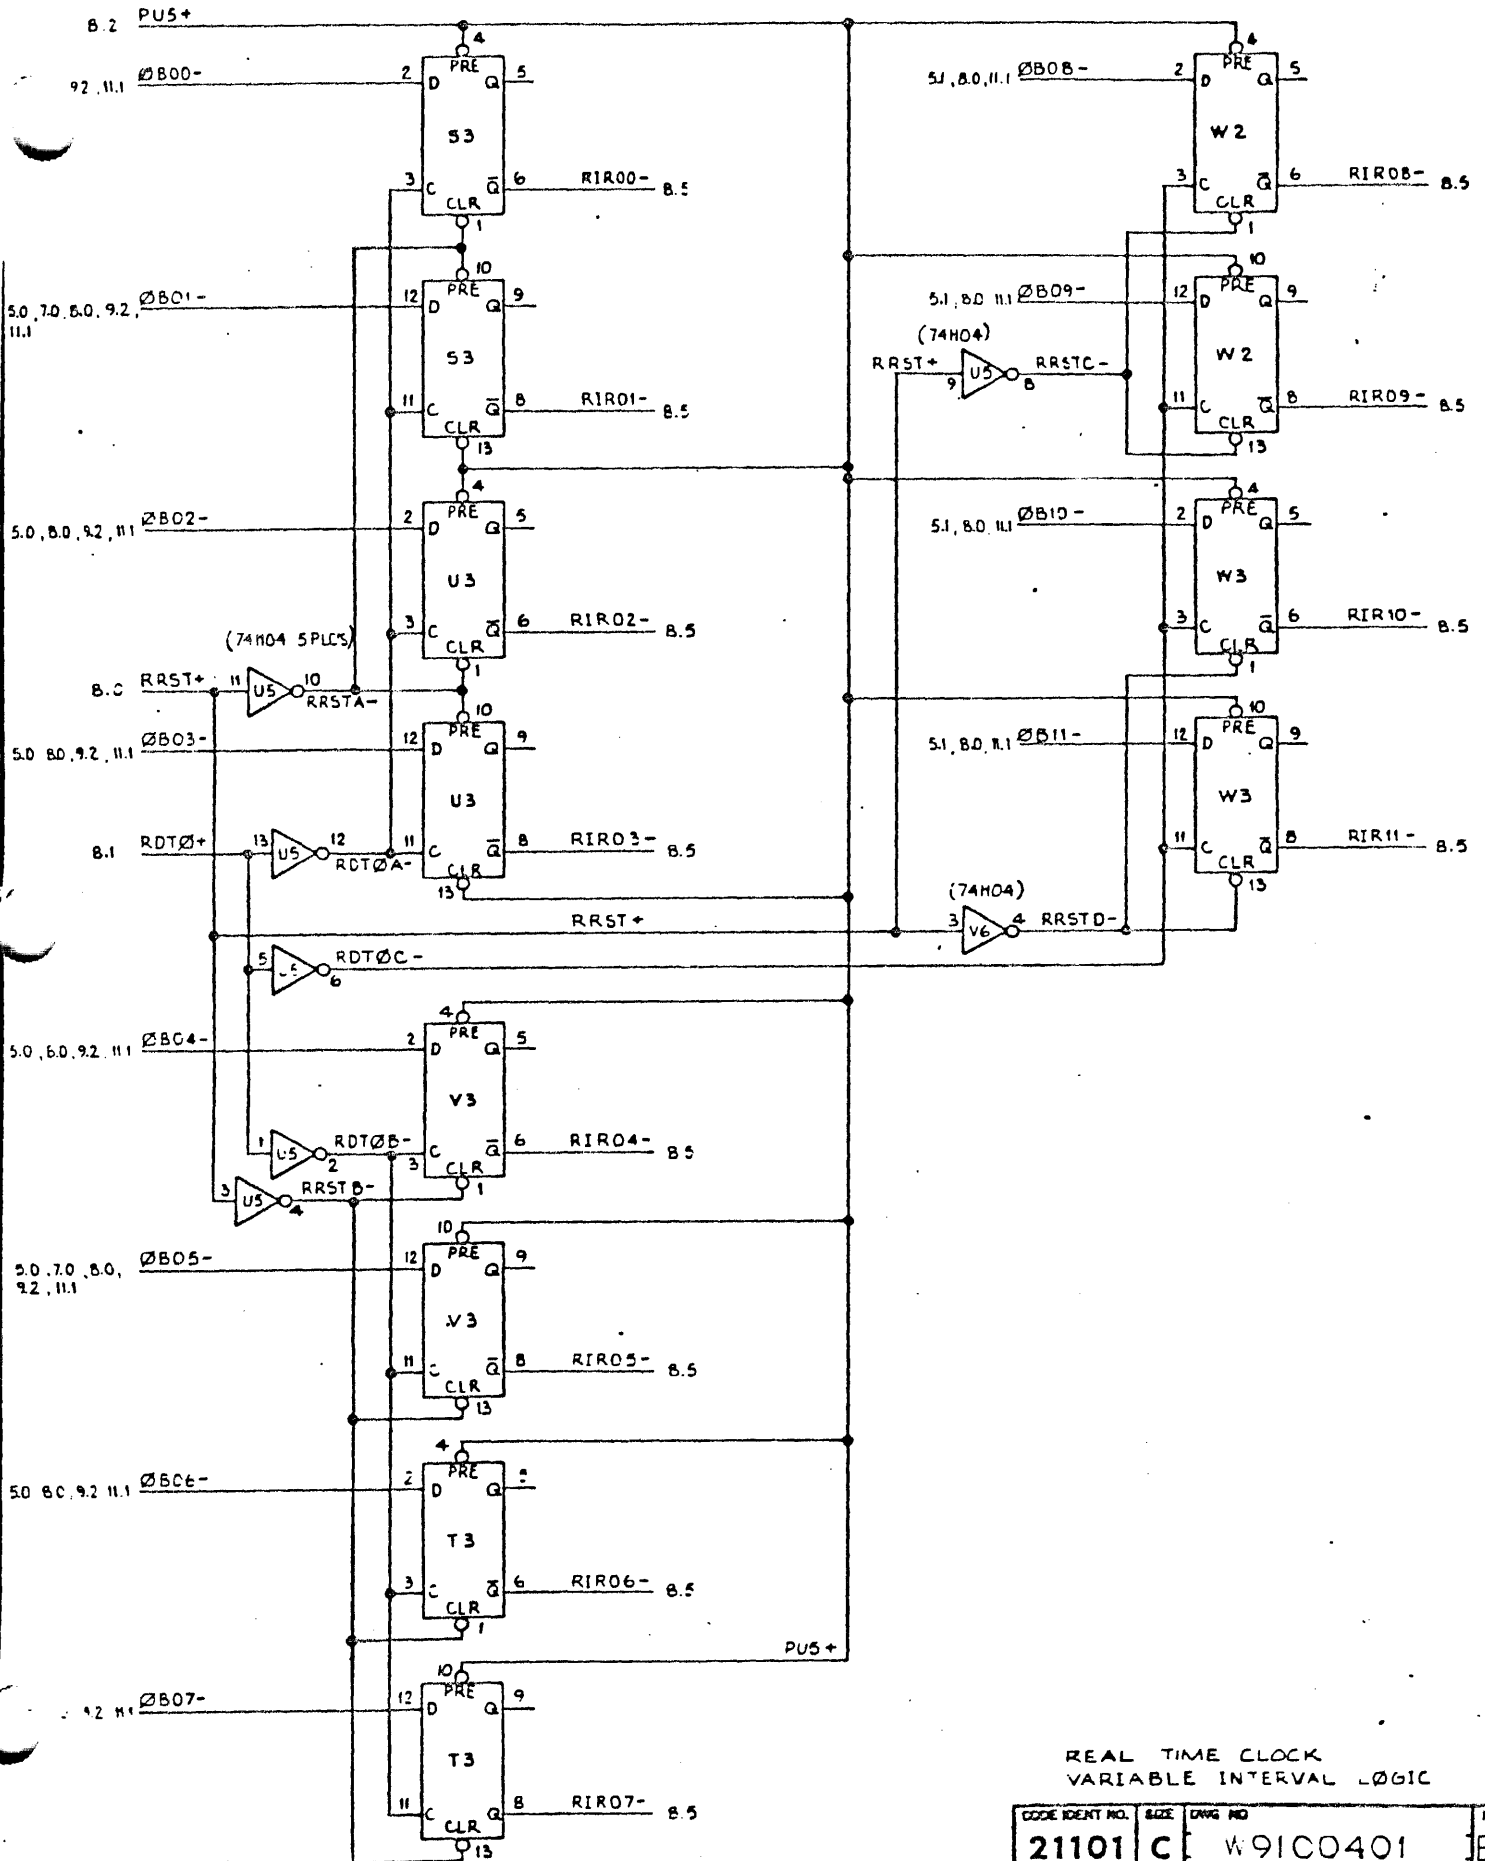 8.2 PU5+
4
PRE
9.2, 11.1 ØB00- 2 D Q 5
S3
3 C Q̅ 6 RIR00- 8.5
CLR
1
10
PRE
5.0, 7.0, 8.0, 9.2, 11.1 ØB01- 12 D Q 9
S3
11 C Q̅ 8 RIR01- 8.5
CLR
13
4
PRE
5.0, 8.0, 9.2, 11.1 ØB02- 2 D Q 5
U3
3 C Q̅ 6 RIR02- 8.5
CLR
1
(74H04 5 PLC'S)
RRST+ 11 U5 10 RRSTA-
10
PRE
5.0 8.0, 9.2, 11.1 ØB03- 12 D Q 9
U3
8.1 RDTØ+ 13 U5 12 RDTØA- 11 C Q̅ 8 RIR03- 8.5
CLR
13
RRST+
5 6 RDTØC-
4
PRE
5.0, 8.0, 9.2, 11.1 ØB04- 2 D Q 5
V3
1 U5 2 RDTØB- 3 C Q̅ 6 RIR04- 8.5
CLR
1
3 U5 4 RRSTB-
10
PRE
5.0, 7.0, 8.0, 9.2, 11.1 ØB05- 12 D Q 9
V3
11 C Q̅ 8 RIR05- 8.5
CLR
13
4
PRE
5.0 8.0, 9.2 11.1 ØB06- 2 D Q
T3
3 C Q̅ 6 RIR06- 8.5
CLR
1
PU5+
10
PRE
9.2 11.1 ØB07- 12 D Q 9
T3
11 C Q̅ 8 RIR07- 8.5
CLR
13
4
PRE
5.1, 8.0, 11.1 ØB08- 2 D Q 5
W2
3 C Q̅ 6 RIR08- 8.5
CLR
1
10
PRE
5.1, 8.0 11.1 ØB09- 12 D Q 9
W2
(74H04)
RRST+ 9 U5 8 RRSTC-
11 C Q̅ 8 RIR09- 8.5
CLR
13
4
PRE
5.1, 8.0, 11.1 ØB10- 2 D Q 5
W3
3 C Q̅ 6 RIR10- 8.5
CLR
1
10
PRE
5.1, 8.0, 11.1 ØB11- 12 D Q 9
W3
11 C Q̅ 8 RIR11- 8.5
CLR
13
(74H04)
3 V6 4 RRSTD-
REAL TIME CLOCK
VARIABLE INTERVAL LØGIC
CODE IDENT NO. SIZE DWG NO
21101 C W91C0401